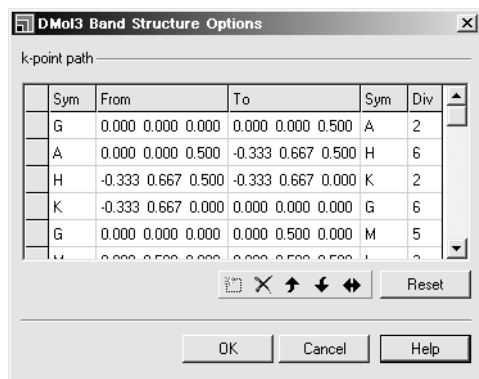 DMol3 Band Structure Options
k-point path
Sym From To Sym Div
G 0.000 0.000 0.000 0.000 0.000 0.500 A 2
A 0.000 0.000 0.500 -0.333 0.667 0.500 H 6
H -0.333 0.667 0.500 -0.333 0.667 0.000 K 2
K -0.333 0.667 0.000 0.000 0.000 0.000 G 6
G 0.000 0.000 0.000 0.000 0.500 0.000 M 5
Reset
OK Cancel Help